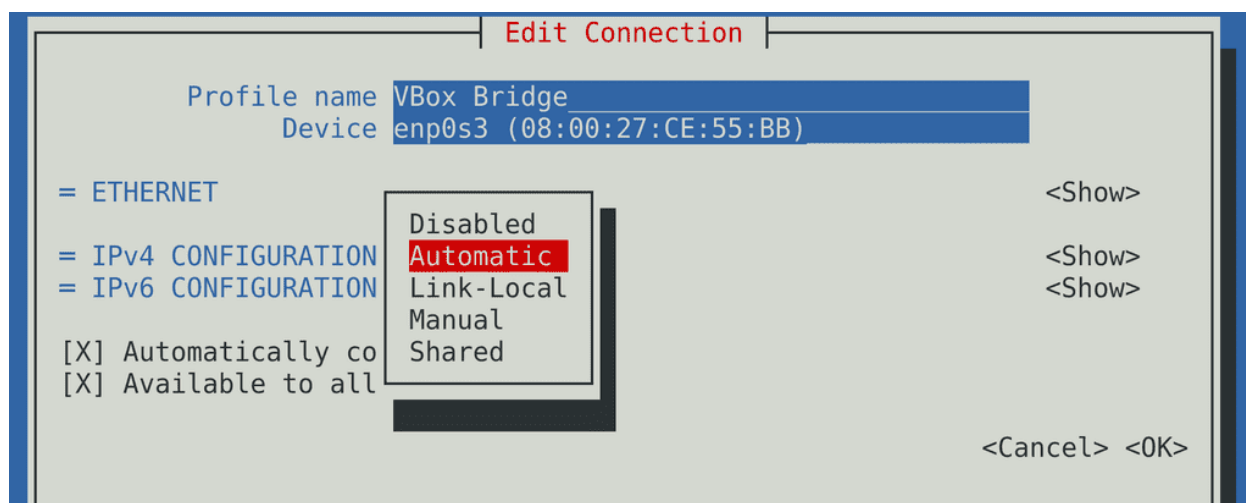 Edit Connection
Profile name VBox Bridge
Device enp0s3 (08:00:27:CE:55:BB)
= ETHERNET <Show>
Disabled
= IPv4 CONFIGURATION Automatic <Show>
= IPv6 CONFIGURATION Link-Local <Show>
Manual
[X] Automatically co Shared
[X] Available to all
<Cancel> <OK>